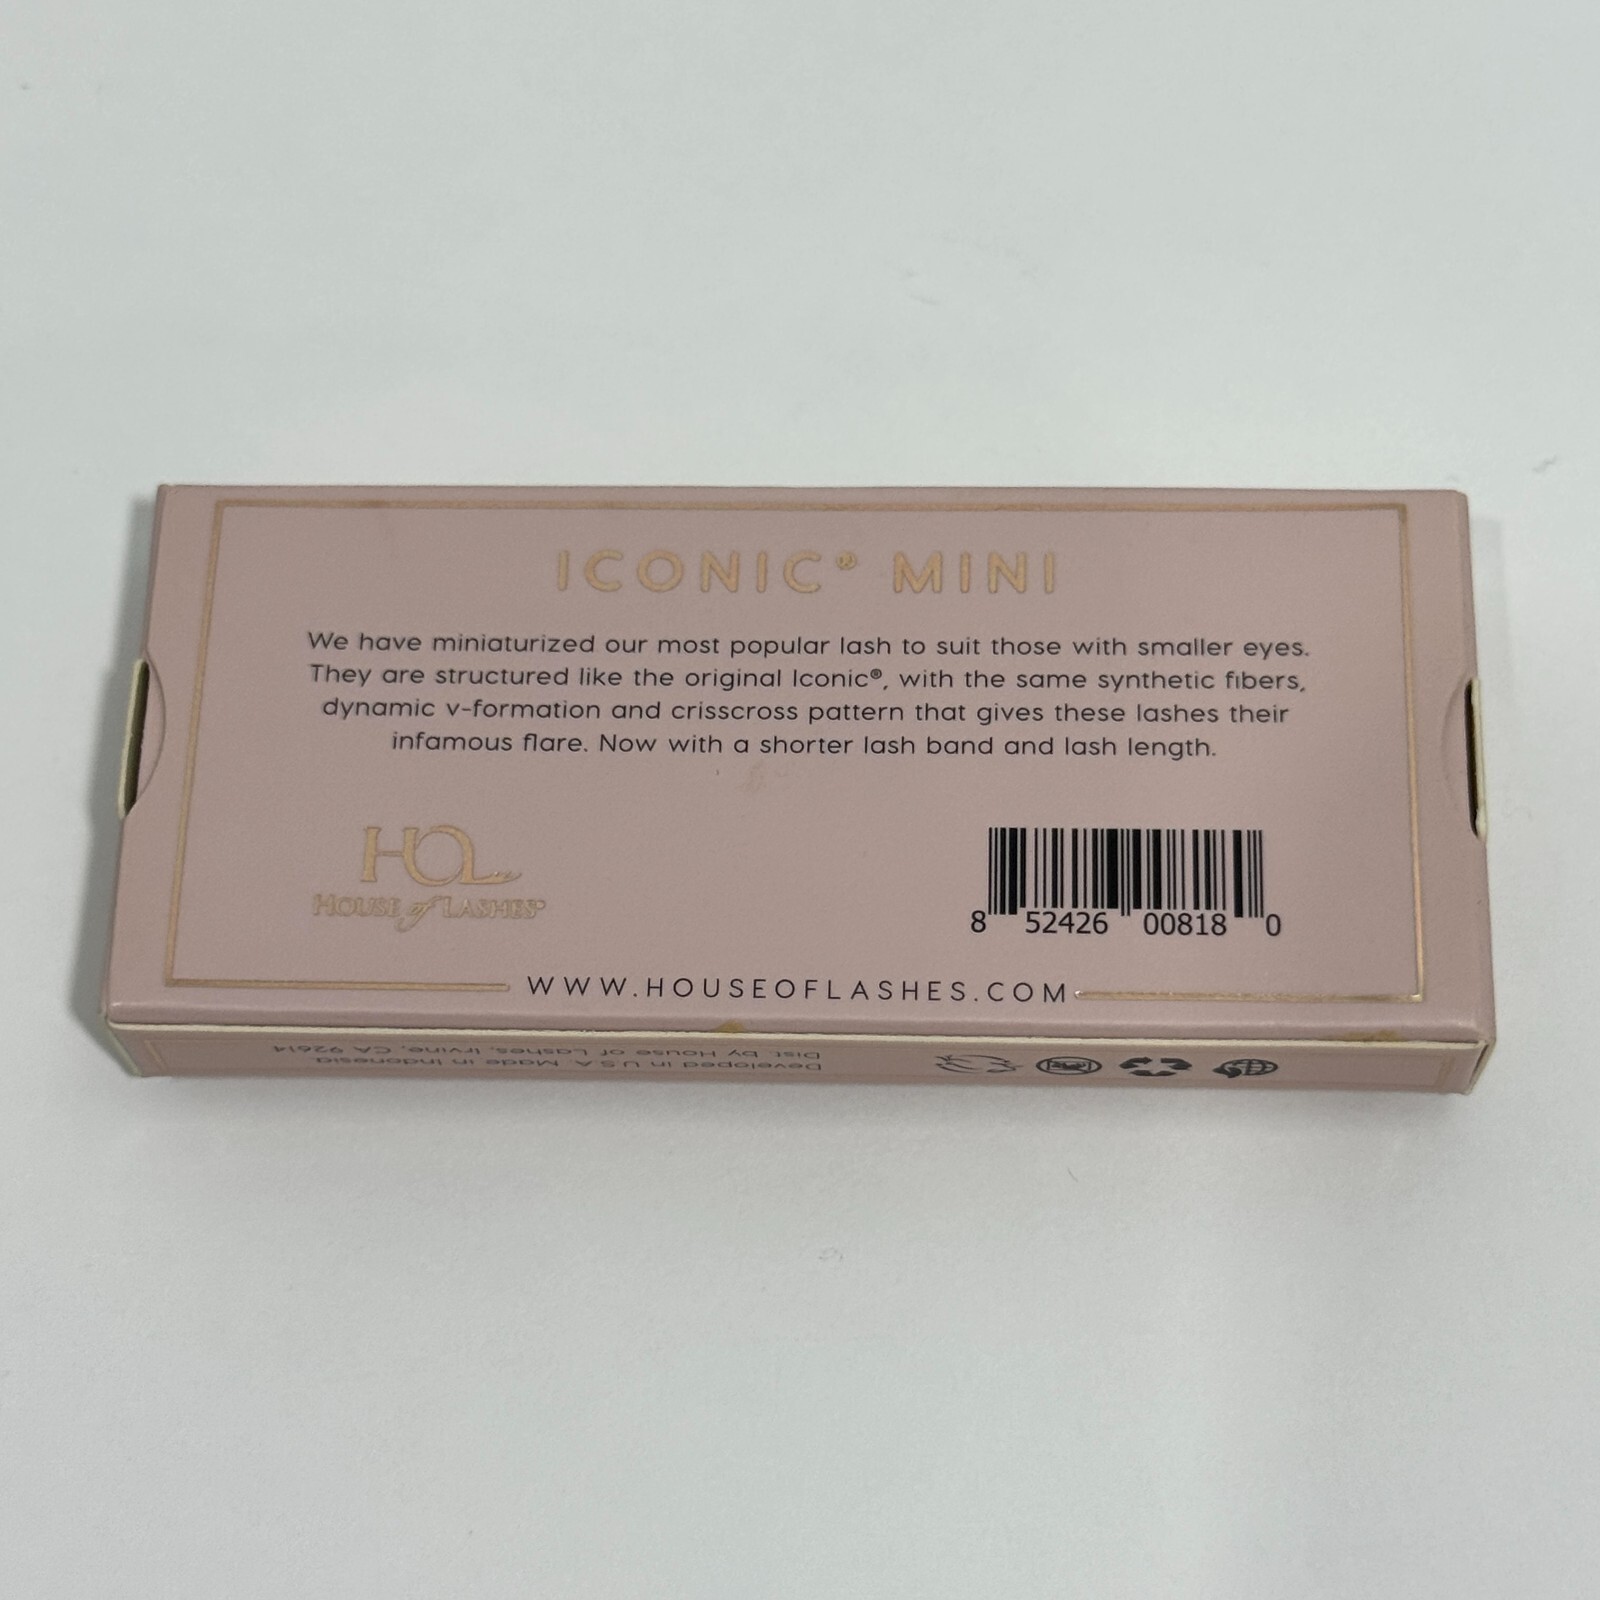 ICONIC® MINI
We have miniaturized our most popular lash to suit those with smaller eyes.
They are structured like the original Iconic®, with the same synthetic fibers,
dynamic v-formation and crisscross pattern that gives these lashes their
infamous flare. Now with a shorter lash band and lash length.
HOL
HOUSE of LASHES®
8 52426 00818 0
WWW.HOUSEOFLASHES.COM
Developed in U.S.A. Made in Indonesia.
Dist. by House of Lashes, Irvine, CA 92614